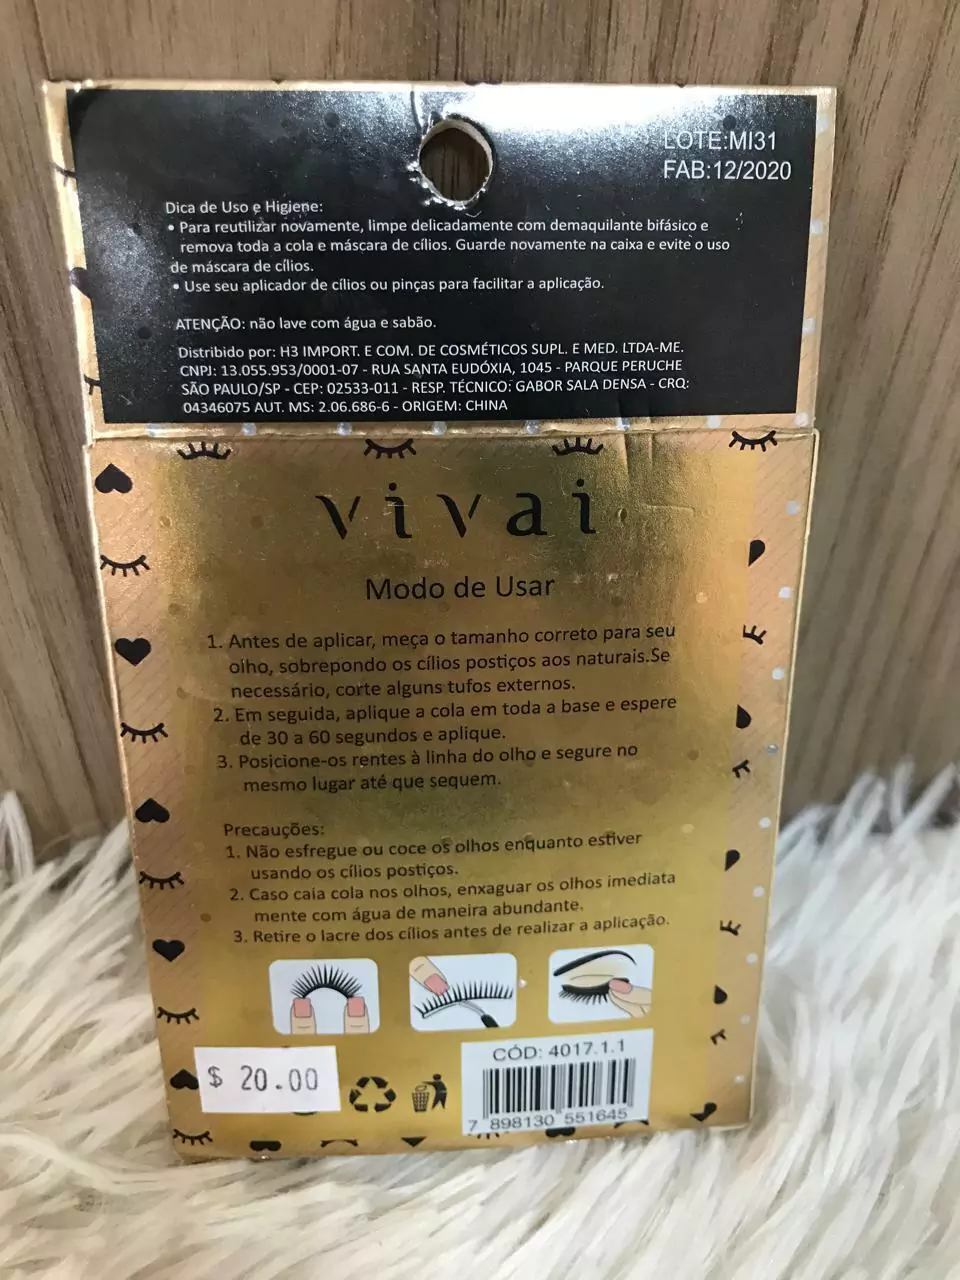 LOTE:MI31
FAB:12/2020
Dica de Uso e Higiene:
• Para reutilizar novamente, limpe delicadamente com demaquilante bifásico e
remova toda a cola e máscara de cílios. Guarde novamente na caixa e evite o uso
de máscara de cílios.
• Use seu aplicador de cílios ou pinças para facilitar a aplicação.
ATENÇÃO: não lave com água e sabão.
Distribido por: H3 IMPORT. E COM. DE COSMÉTICOS SUPL. E MED. LTDA-ME.
CNPJ: 13.055.953/0001-07 - RUA SANTA EUDÓXIA, 1045 - PARQUE PERUCHE
SÃO PAULO/SP - CEP: 02533-011 - RESP. TÉCNICO: GABOR SALA DENSA - CRQ:
04346075 AUT. MS: 2.06.686-6 - ORIGEM: CHINA
vivai
Modo de Usar
1. Antes de aplicar, meça o tamanho correto para seu
olho, sobrepondo os cílios postiços aos naturais.Se
necessário, corte alguns tufos externos.
2. Em seguida, aplique a cola em toda a base e espere
de 30 a 60 segundos e aplique.
3. Posicione-os rentes à linha do olho e segure no
mesmo lugar até que sequem.
Precauções:
1. Não esfregue ou coce os olhos enquanto estiver
usando os cílios postiços.
2. Caso caia cola nos olhos, enxaguar os olhos imediata
mente com água de maneira abundante.
3. Retire o lacre dos cílios antes de realizar a aplicação.
CÓD: 4017.1.1
$ 20.00
7 898130 551645